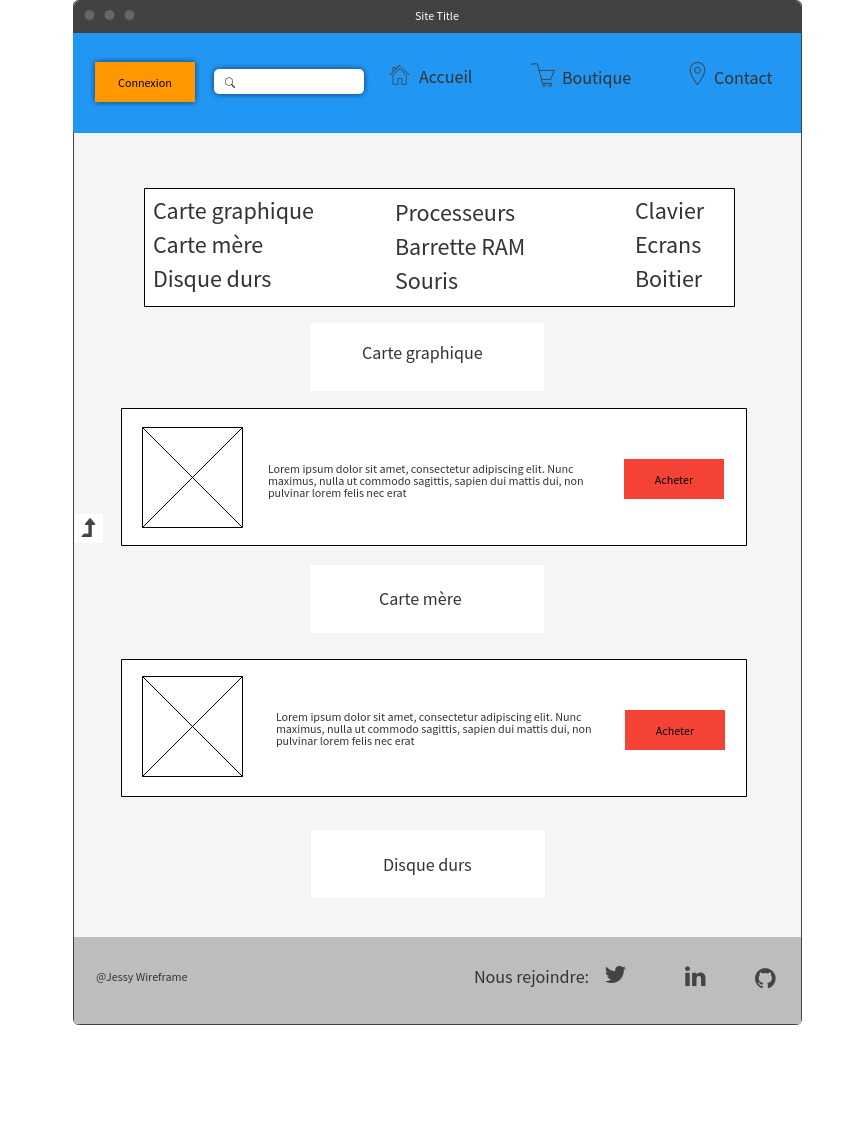 Site Title
Connexion
Accueil
Boutique
Contact
Carte graphique
Carte mère
Disque durs
Processeurs
Barrette RAM
Souris
Clavier
Ecrans
Boitier
Carte graphique
Lorem ipsum dolor sit amet, consectetur adipiscing elit. Nunc
maximus, nulla ut commodo sagittis, sapien dui mattis dui, non
pulvinar lorem felis nec erat
Acheter
Carte mère
Lorem ipsum dolor sit amet, consectetur adipiscing elit. Nunc
maximus, nulla ut commodo sagittis, sapien dui mattis dui, non
pulvinar lorem felis nec erat
Acheter
Disque durs
@Jessy Wireframe
Nous rejoindre:
in